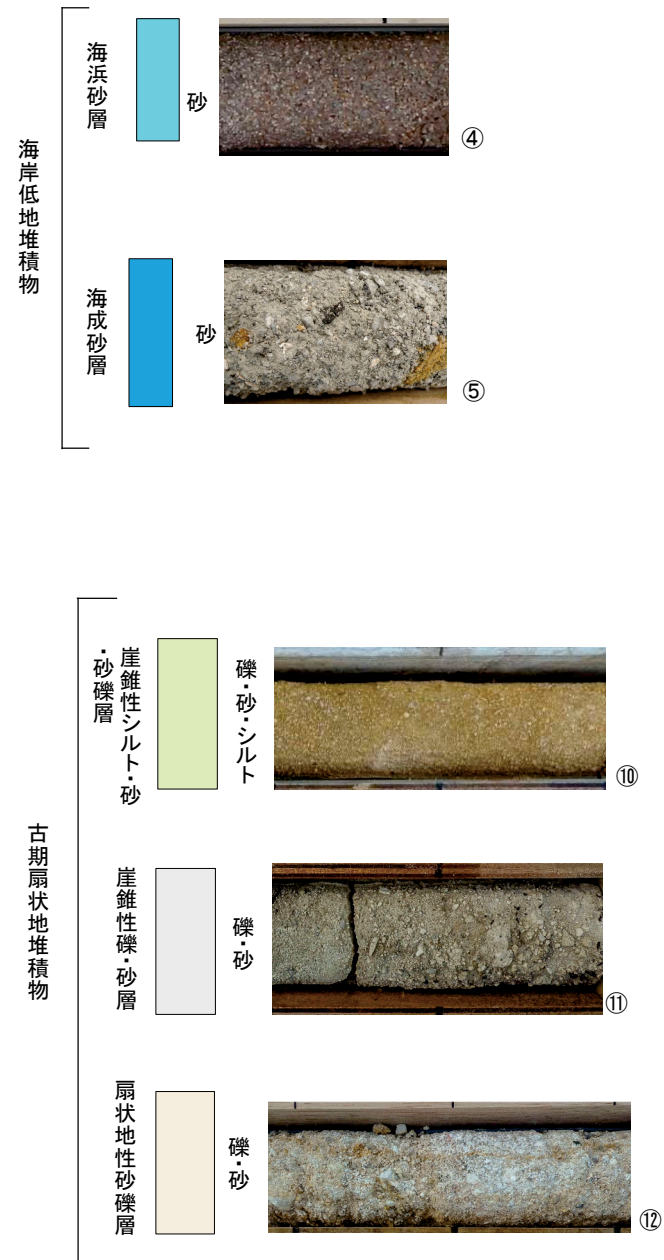 海岸低地堆積物
海浜砂層
砂
④
海成砂層
砂
⑤
古期扇状地堆積物
崖錐性シルト・砂
・砂礫層
礫・砂・シルト
⑩
崖錐性礫・砂層
礫・砂
⑪
扇状地性砂礫層
礫・砂
⑫